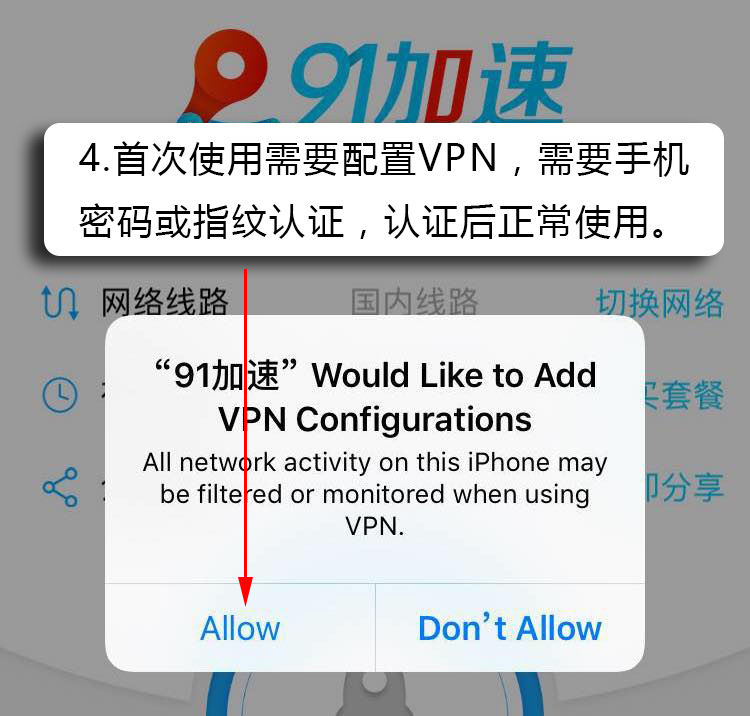 91加速
4.首次使用需要配置VPN，需要手机
密码或指纹认证，认证后正常使用。
网络线路 国内线路 切换网络
“91加速” Would Like to Add
VPN Configurations
买套餐
All network activity on this iPhone may
be filtered or monitored when using
VPN.
即分享
Allow Don’t Allow